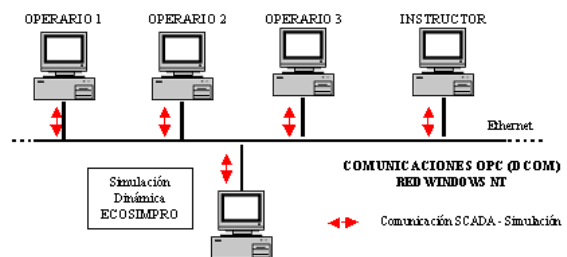 OPERARIO 1
OPERARIO 2
OPERARIO 3
INSTRUCTOR
Ethernet
Simulación
Dinámica
ECOSIMPRO
COMUNICACIONES OPC (DCOM)
RED WINDOWS NT
Comunicación SCADA - Simulación